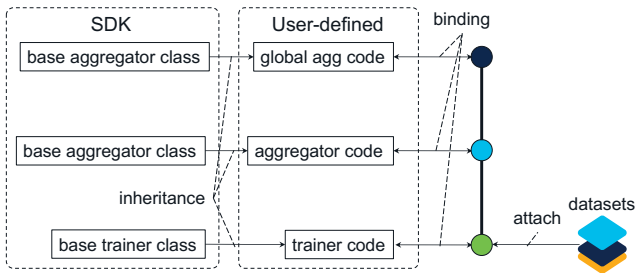 SDK
User-defined
binding
base aggregator class
global agg code
base aggregator class
aggregator code
inheritance
datasets
attach
base trainer class
trainer code